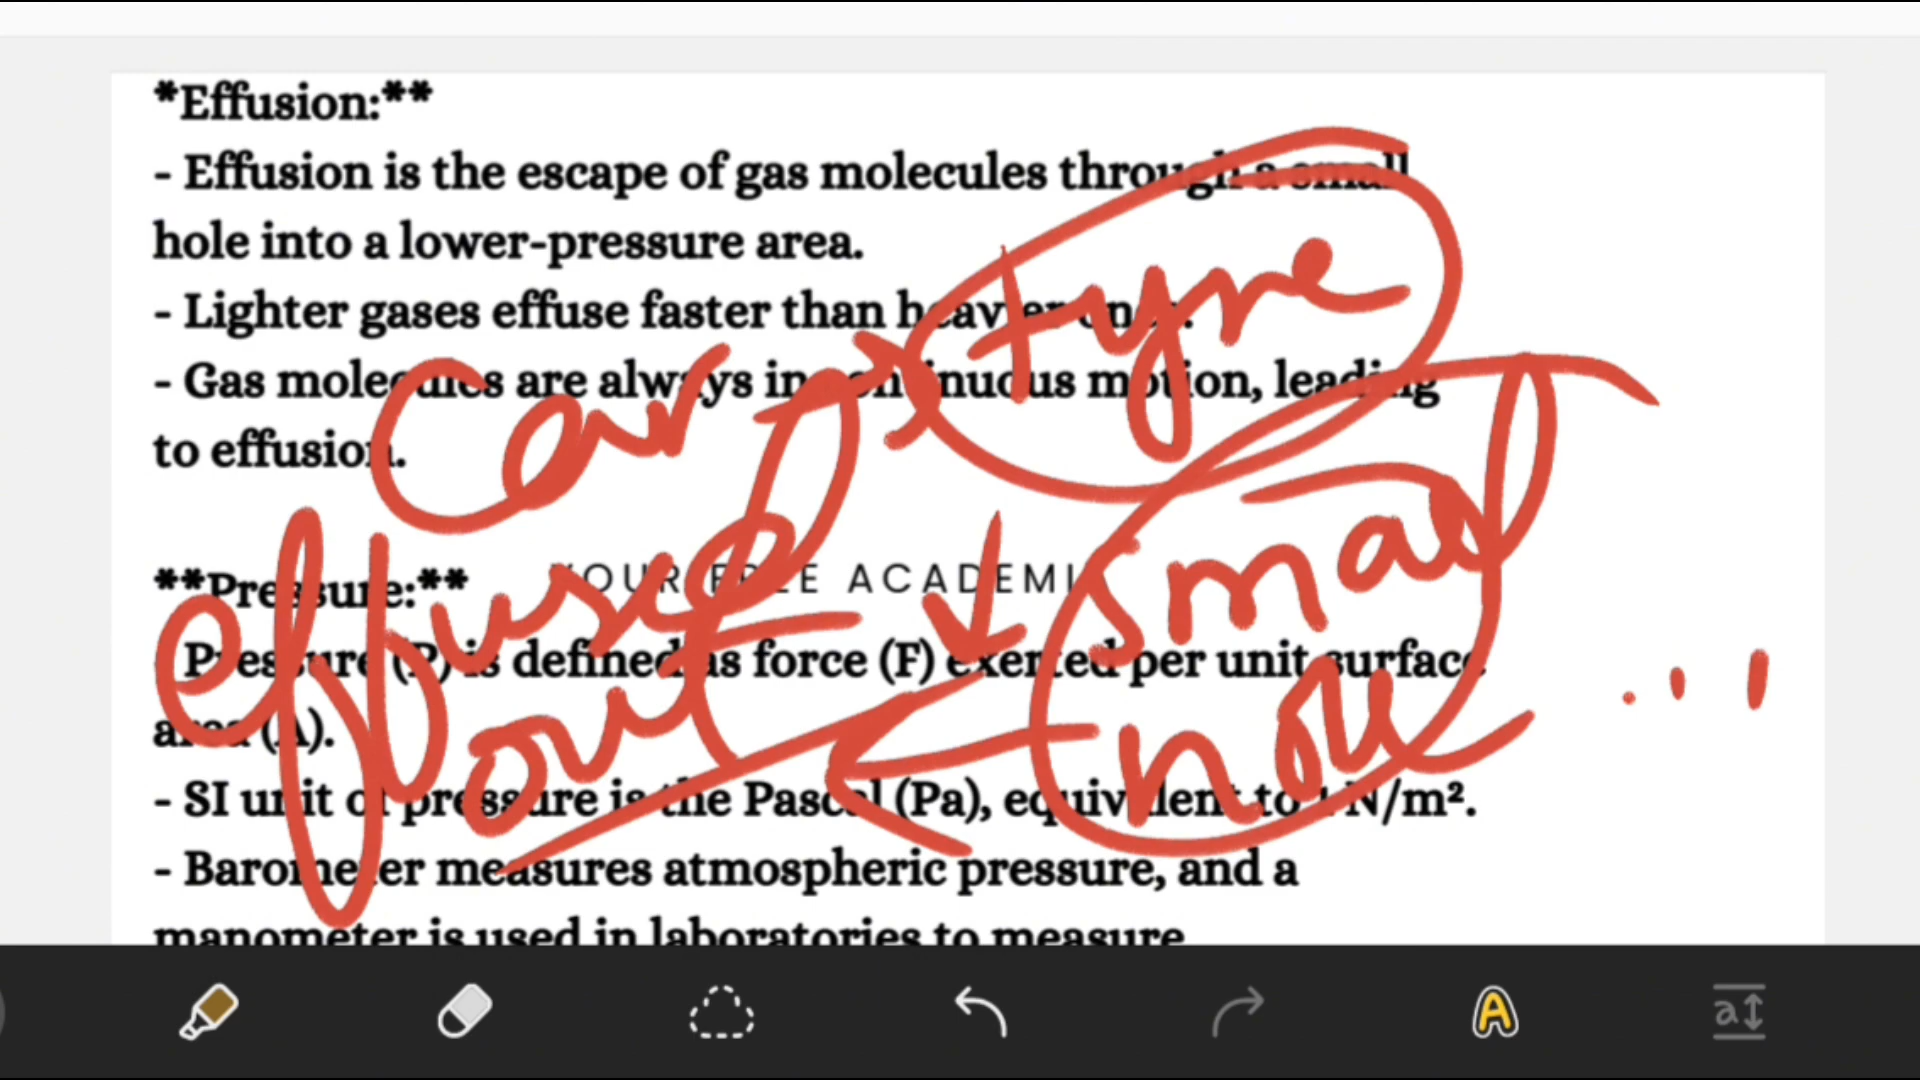 *Effusion:**
- Effusion is the escape of gas molecules through a small
hole into a lower-pressure area.
- Lighter gases effuse faster than heavier ones.
- Gas molecules are always in continuous motion, leading
to effusion.
car tyre
small
hole
effuse
out
**Pressure:**
YOUR FREE ACADEMI
- Pressure (P) is defined as force (F) exerted per unit surface
area (A).
- SI unit of pressure is the Pascal (Pa), equivalent to 1 N/m².
- Barometer measures atmospheric pressure, and a
manometer is used in laboratories to measure
A
a